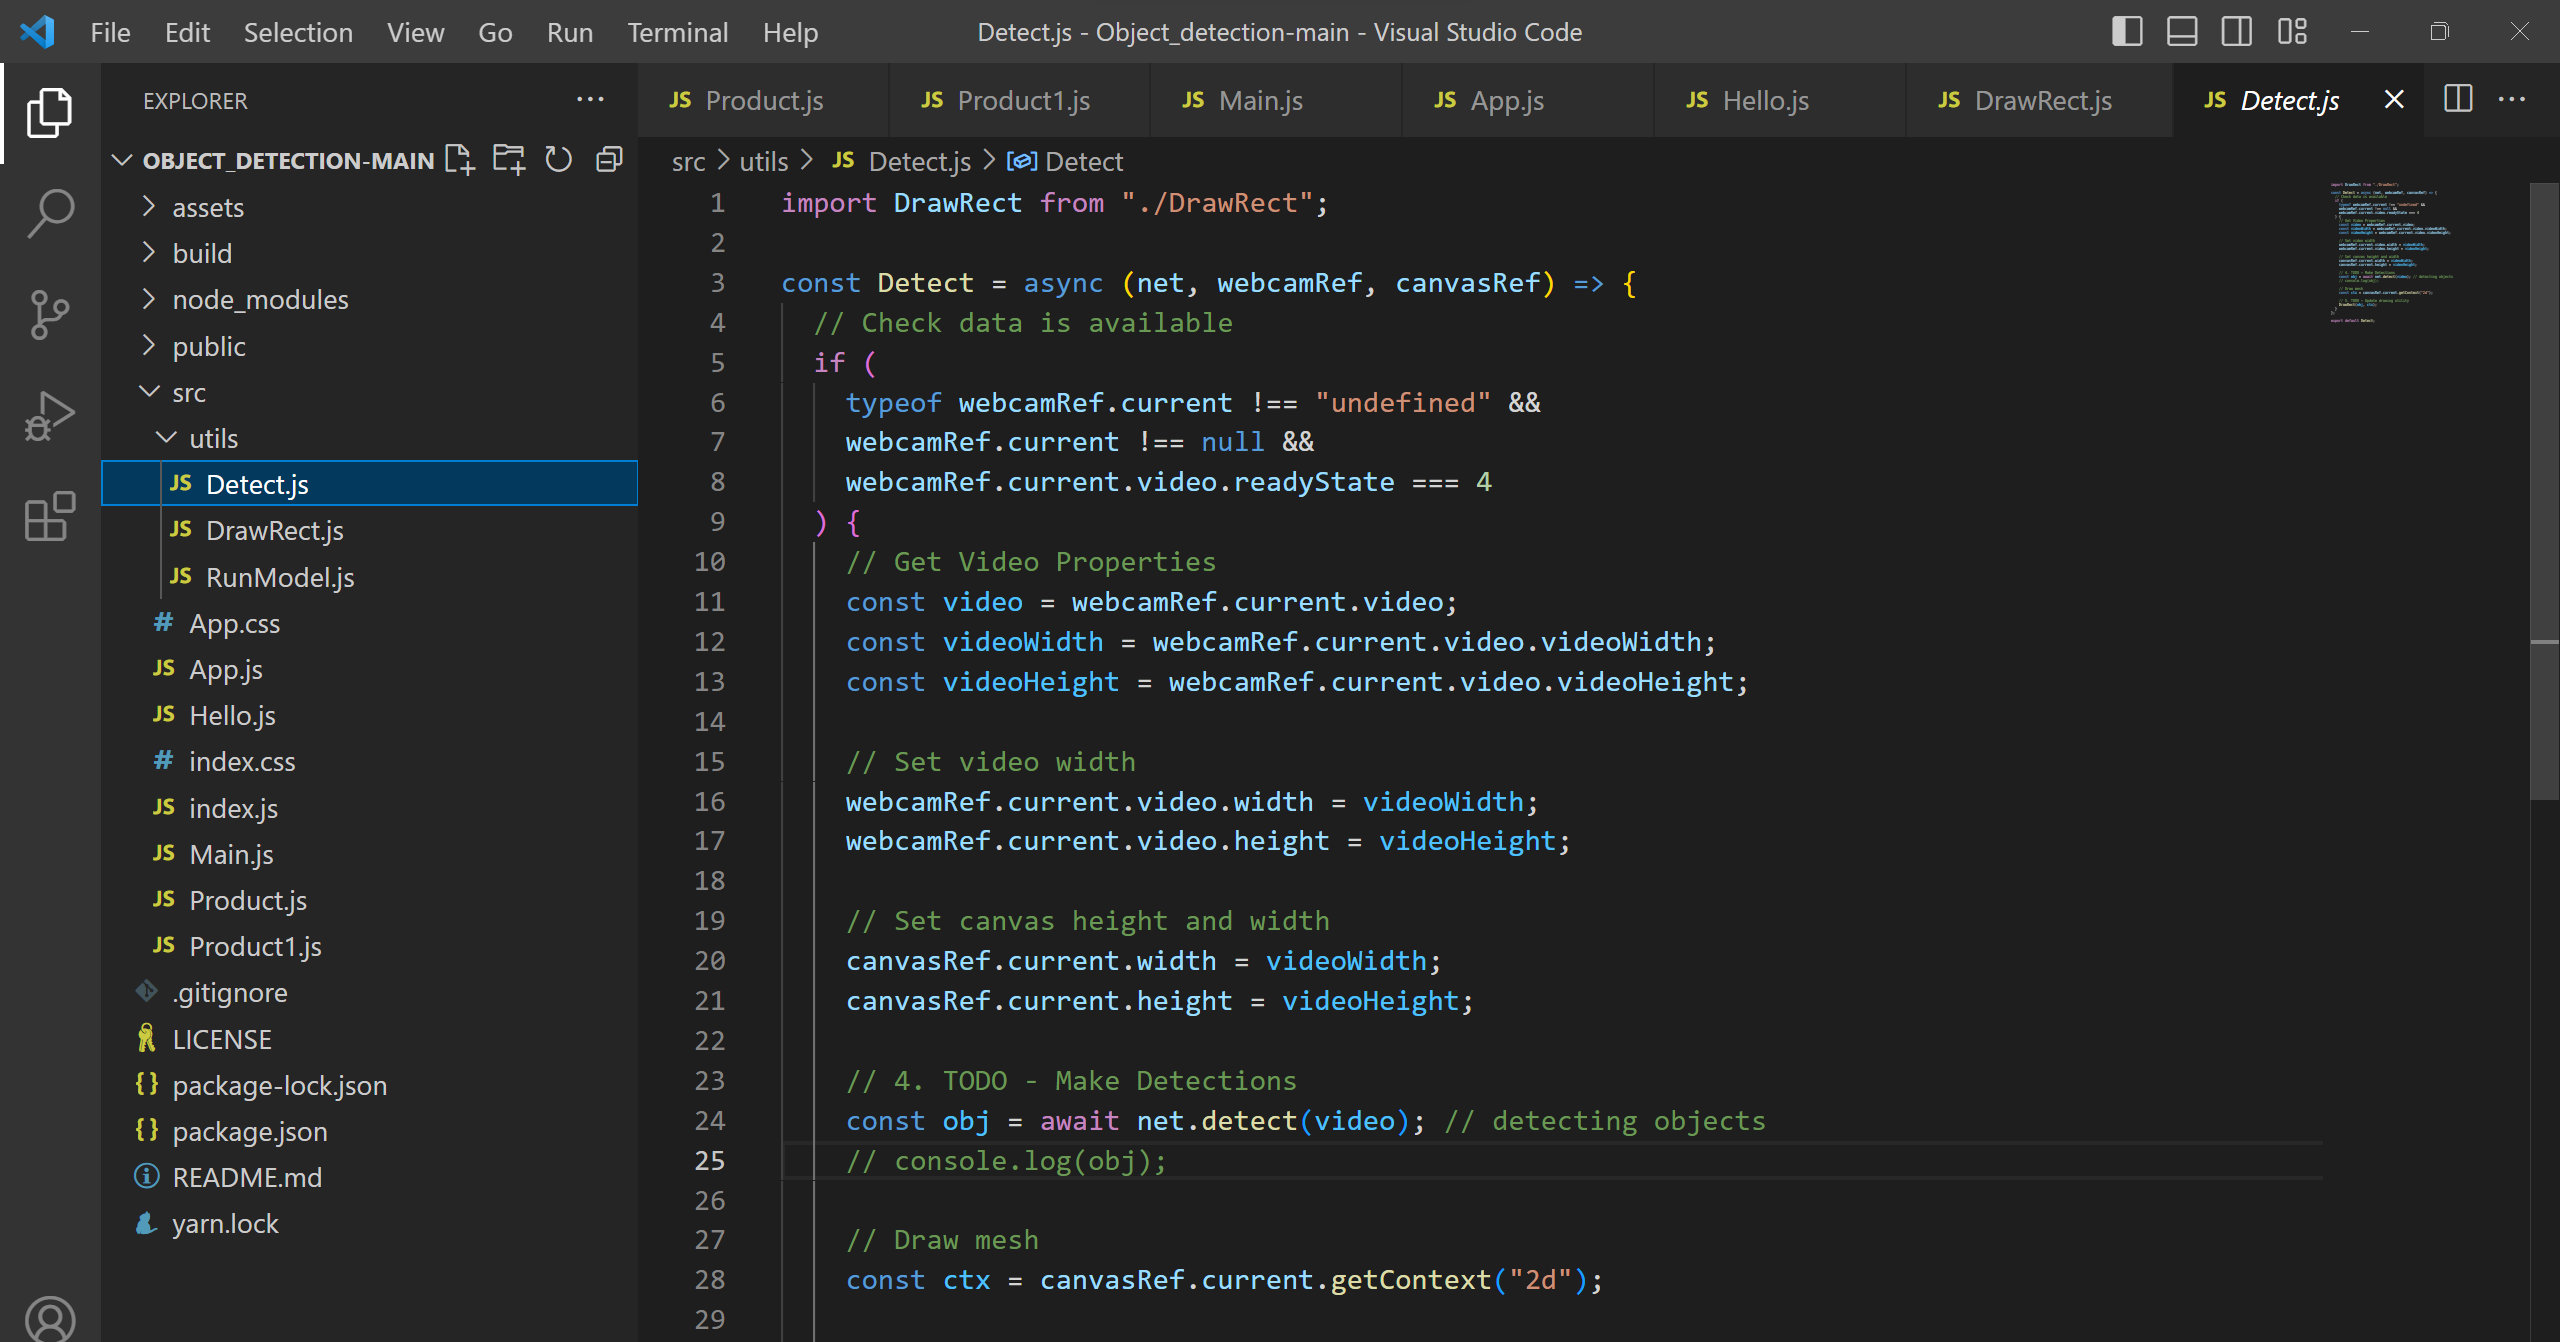 File Edit Selection View Go Run Terminal Help
Detect.js - Object_detection-main - Visual Studio Code
EXPLORER
OBJECT_DETECTION-MAIN
assets
build
node_modules
public
src
utils
JS Detect.js
JS DrawRect.js
JS RunModel.js
# App.css
JS App.js
JS Hello.js
# index.css
JS index.js
JS Main.js
JS Product.js
JS Product1.js
.gitignore
LICENSE
{} package-lock.json
{} package.json
README.md
yarn.lock
JS Product.js JS Product1.js JS Main.js JS App.js JS Hello.js JS DrawRect.js JS Detect.js
src > utils > JS Detect.js > Detect
1 import DrawRect from "./DrawRect";
2
3 const Detect = async (net, webcamRef, canvasRef) => {
4 // Check data is available
5 if (
6 typeof webcamRef.current !== "undefined" &&
7 webcamRef.current !== null &&
8 webcamRef.current.video.readyState === 4
9 ) {
10 // Get Video Properties
11 const video = webcamRef.current.video;
12 const videoWidth = webcamRef.current.video.videoWidth;
13 const videoHeight = webcamRef.current.video.videoHeight;
14
15 // Set video width
16 webcamRef.current.video.width = videoWidth;
17 webcamRef.current.video.height = videoHeight;
18
19 // Set canvas height and width
20 canvasRef.current.width = videoWidth;
21 canvasRef.current.height = videoHeight;
22
23 // 4. TODO - Make Detections
24 const obj = await net.detect(video); // detecting objects
25 // console.log(obj);
26
27 // Draw mesh
28 const ctx = canvasRef.current.getContext("2d");
29